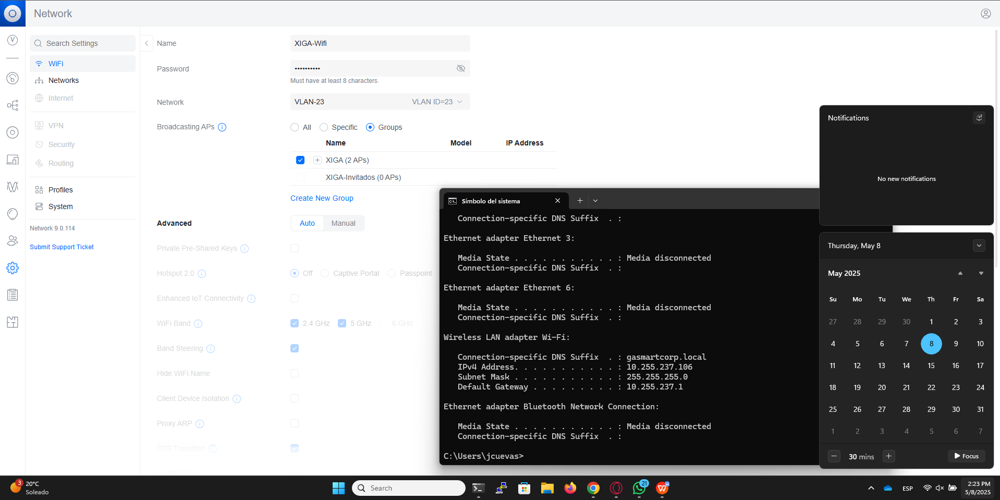 Network
Search Settings
WiFi
Networks
Internet
VPN
Security
Routing
Profiles
System
Network 9.0.114
Submit Support Ticket
Name
XIGA-Wifi
Password
••••••••••
Must have at least 8 characters.
Network
VLAN-23 VLAN ID=23
Broadcasting APs
All Specific Groups
Name Model IP Address
XIGA (2 APs)
XIGA-Invitados (0 APs)
Create New Group
Advanced
Auto Manual
Private Pre-Shared Keys
Hotspot 2.0
Off Captive Portal Passpoint
Enhanced IoT Connectivity
WiFi Band
2.4 GHz 5 GHz 6 GHz
Band Steering
Hide WiFi Name
Client Device Isolation
Proxy ARP
BSS Transition
Símbolo del sistema
Connection-specific DNS Suffix . :
Ethernet adapter Ethernet 3:
Media State . . . . . . . . . . . : Media disconnected
Connection-specific DNS Suffix . :
Ethernet adapter Ethernet 6:
Media State . . . . . . . . . . . : Media disconnected
Connection-specific DNS Suffix . :
Wireless LAN adapter Wi-Fi:
Connection-specific DNS Suffix . : gasmartcorp.local
IPv4 Address. . . . . . . . . . . : 10.255.237.106
Subnet Mask . . . . . . . . . . . : 255.255.255.0
Default Gateway . . . . . . . . . : 10.255.237.1
Ethernet adapter Bluetooth Network Connection:
Media State . . . . . . . . . . . : Media disconnected
Connection-specific DNS Suffix . :
C:\Users\jcuevas>
Notifications
No new notifications
Thursday, May 8
May 2025
Su Mo Tu We Th Fr Sa
27 28 29 30 1 2 3
4 5 6 7 8 9 10
11 12 13 14 15 16 17
18 19 20 21 22 23 24
25 26 27 28 29 30 31
1 2 3 4 5 6 7
30 mins
Focus
3
20°C
Soleado
Search
21
ESP
2:23 PM
5/8/2025